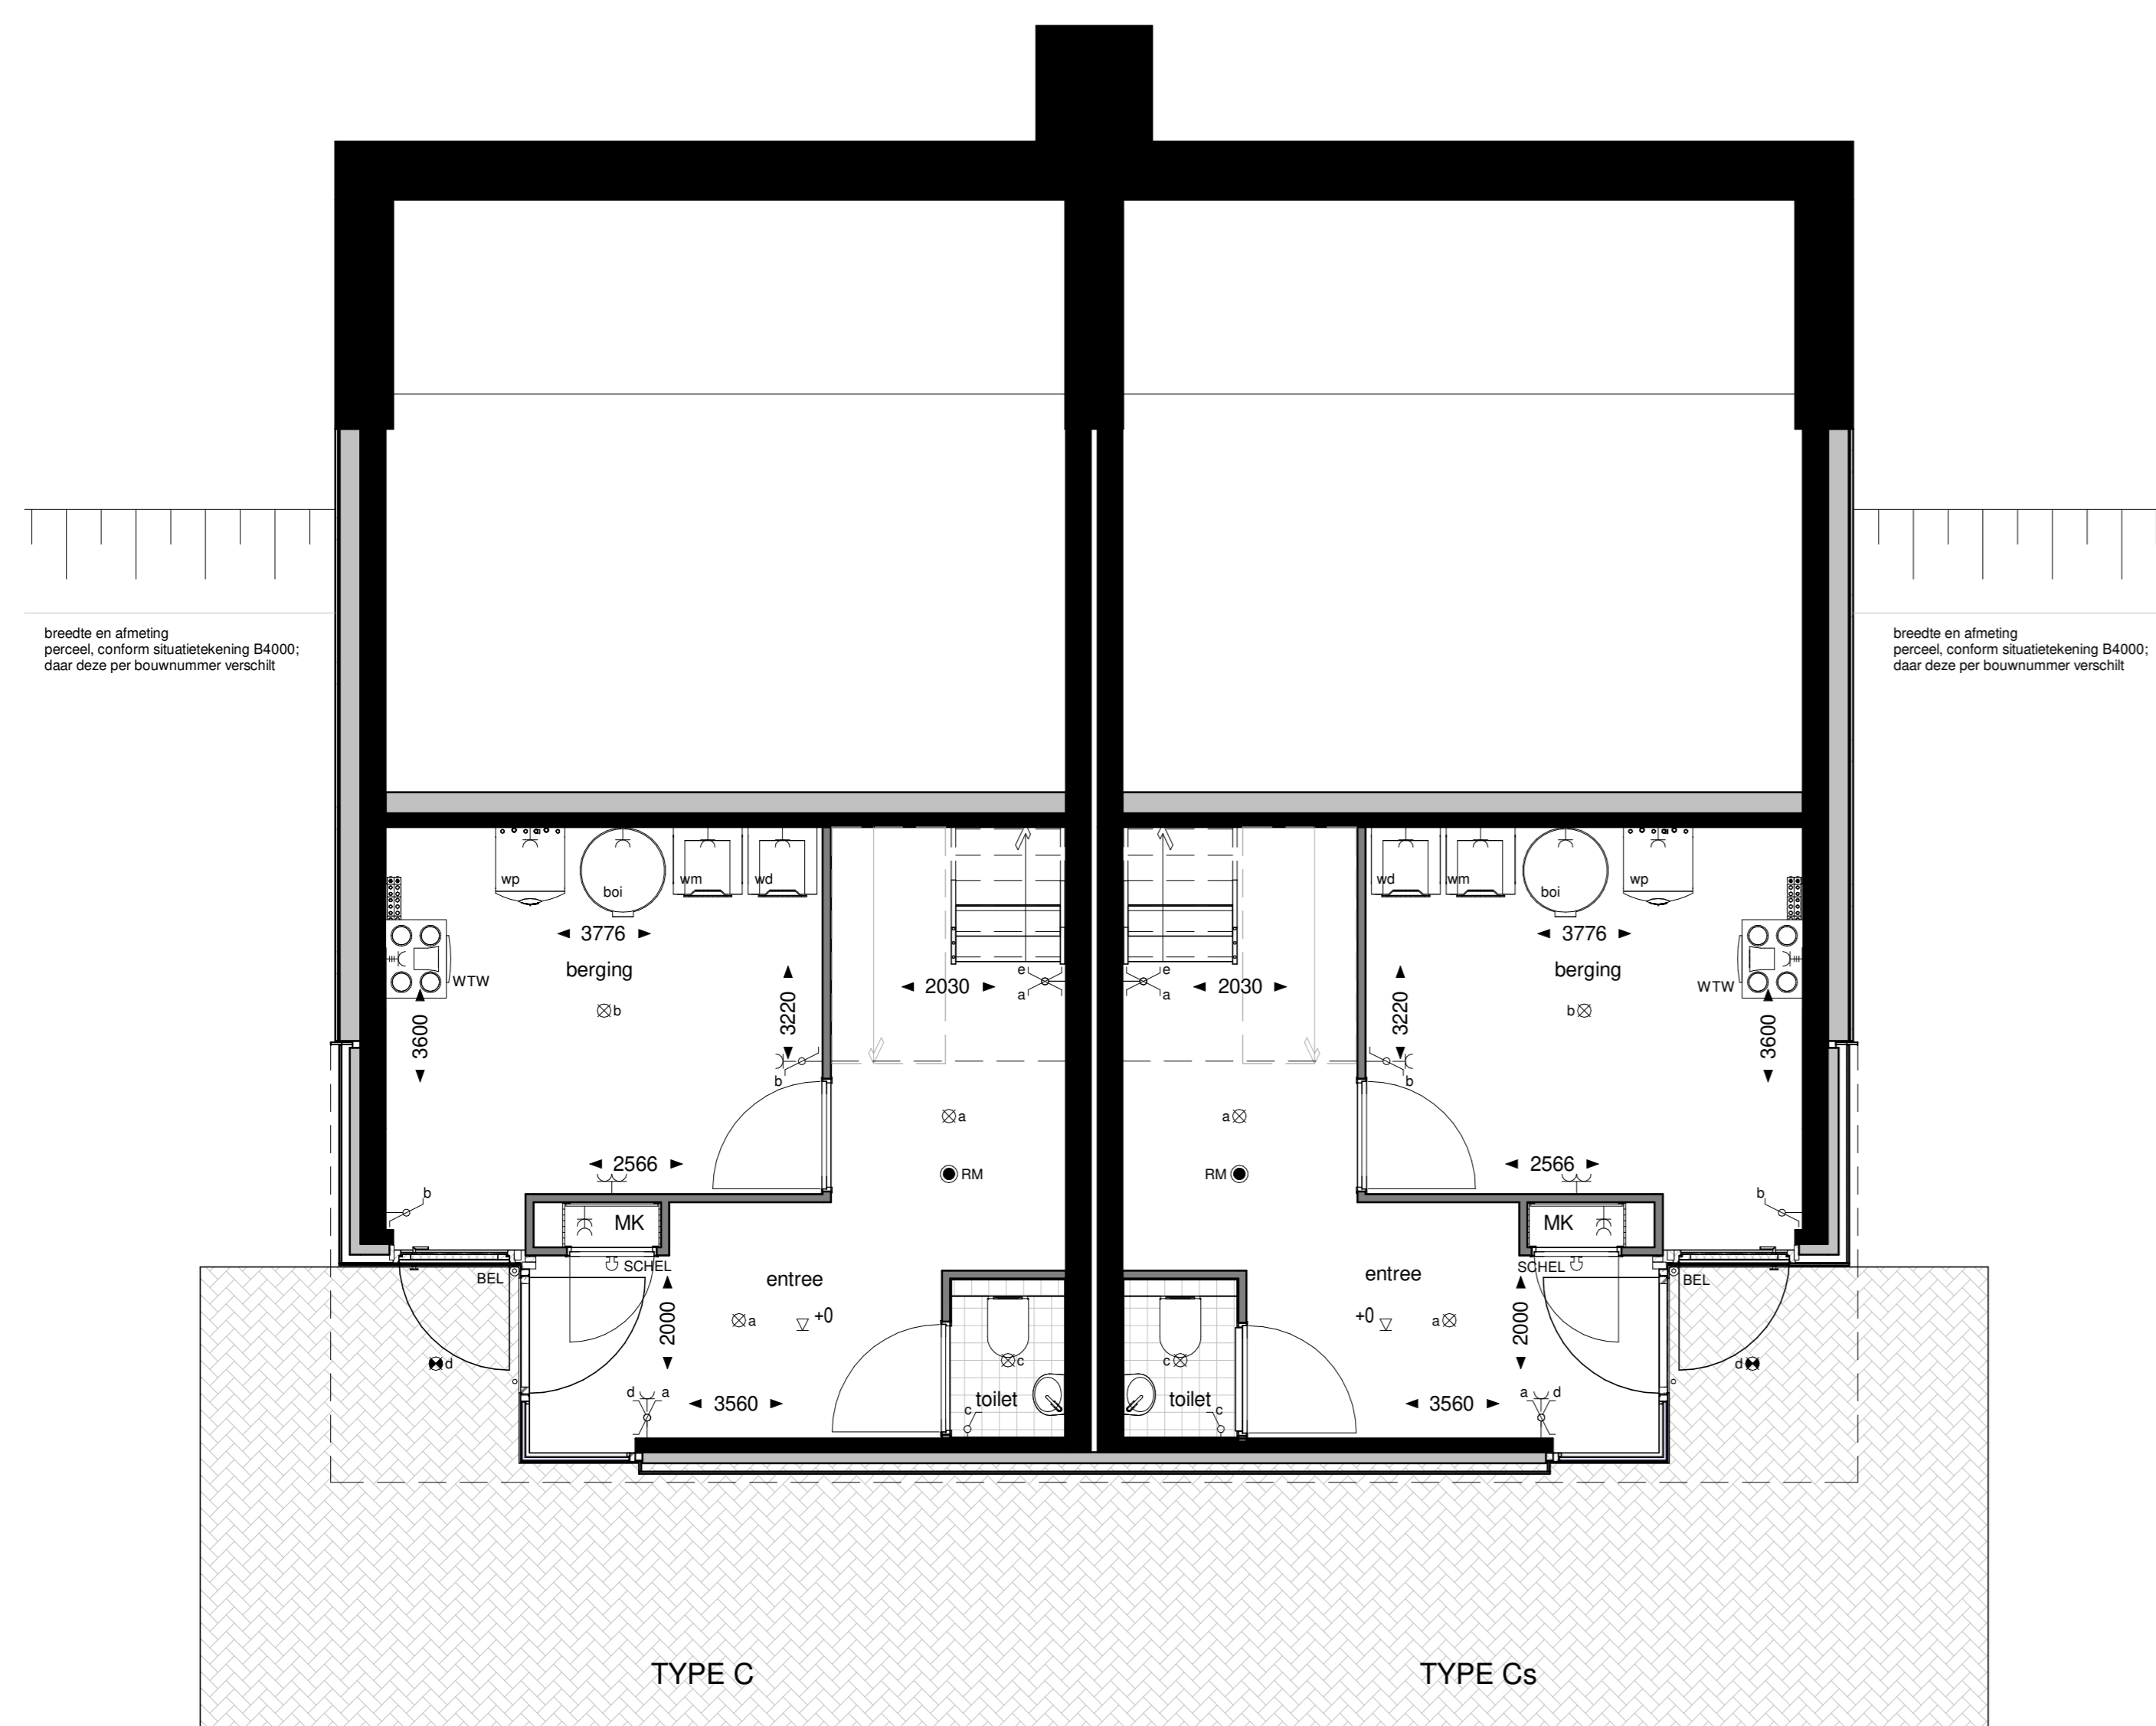 breedte en afmeting
perceel, conform situatietekening B4000;
daar deze per bouwnummer verschilt
breedte en afmeting
perceel, conform situatietekening B4000;
daar deze per bouwnummer verschilt
wp
boi
wm
wd
3776
berging
WTW
b
3600
3220
b
2030
e
a
a
RM
2566
b
MK
SCHEL
BEL
entree
a
+0
2000
d
d
a
3560
c
toilet
c
wd
wm
boi
wp
3776
berging
WTW
b
3600
3220
b
2030
e
a
a
RM
2566
b
MK
SCHEL
BEL
entree
+0
a
2000
d
a
d
3560
c
toilet
c
TYPE C
TYPE Cs